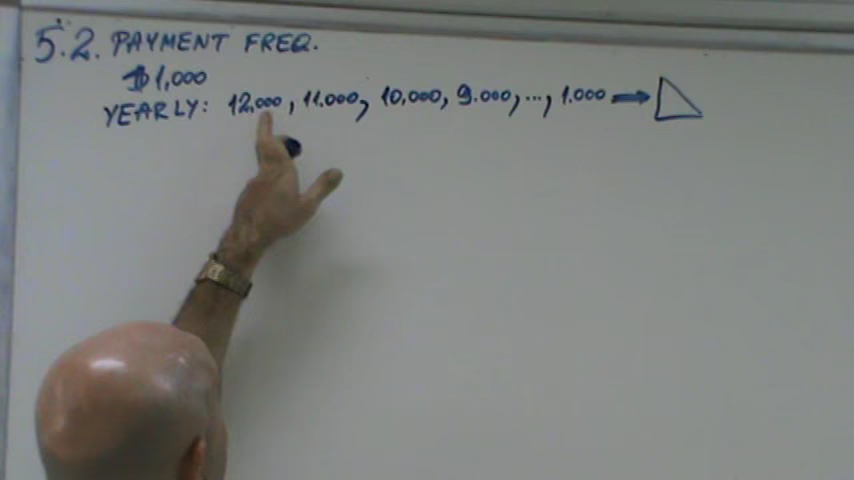 5.2. PAYMENT FREQ.
$1,000
YEARLY: 12.000, 11.000, 10,000, 9.000, ..., 1.000